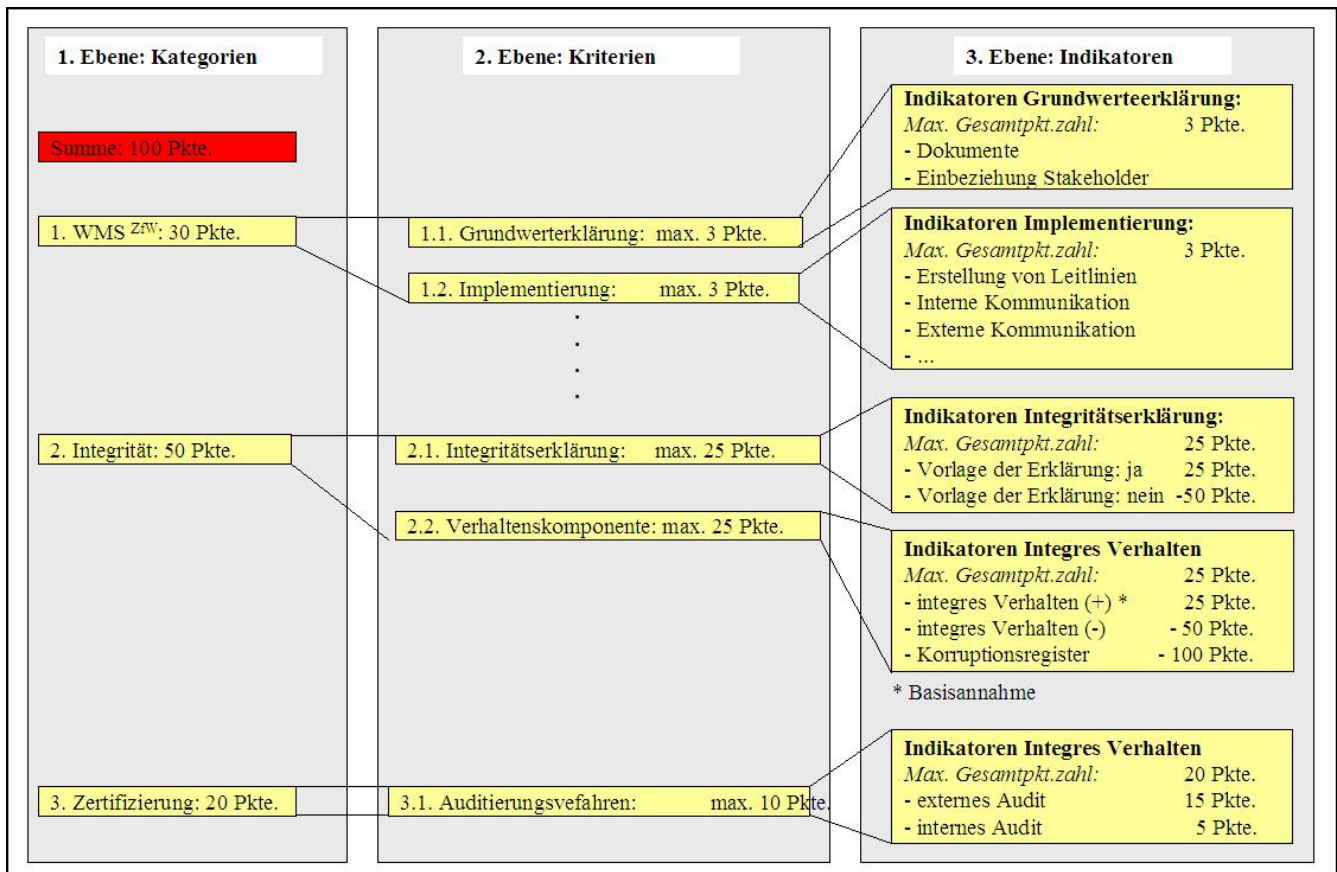 1. Ebene: Kategorien
Summe: 100 Pkte.
1. WMS ZfW: 30 Pkte.
2. Integrität: 50 Pkte.
3. Zertifizierung: 20 Pkte.
2. Ebene: Kriterien
1.1. Grundwerterklärung: max. 3 Pkte.
1.2. Implementierung: max. 3 Pkte.
.
.
.
.
2.1. Integritätserklärung: max. 25 Pkte.
2.2. Verhaltenskomponente: max. 25 Pkte.
3.1. Auditierungsvefahren: max. 10 Pkte.
3. Ebene: Indikatoren
Indikatoren Grundwerteerklärung:
Max. Gesamtpkt.zahl: 3 Pkte.
- Dokumente
- Einbeziehung Stakeholder
Indikatoren Implementierung:
Max. Gesamtpkt.zahl: 3 Pkte.
- Erstellung von Leitlinien
- Interne Kommunikation
- Externe Kommunikation
- ...
Indikatoren Integritätserklärung:
Max. Gesamtpkt.zahl: 25 Pkte.
- Vorlage der Erklärung: ja 25 Pkte.
- Vorlage der Erklärung: nein -50 Pkte.
Indikatoren Integres Verhalten
Max. Gesamtpkt.zahl: 25 Pkte.
- integres Verhalten (+) * 25 Pkte.
- integres Verhalten (-) - 50 Pkte.
- Korruptionsregister - 100 Pkte.
* Basisannahme
Indikatoren Integres Verhalten
Max. Gesamtpkt.zahl: 20 Pkte.
- externes Audit 15 Pkte.
- internes Audit 5 Pkte.